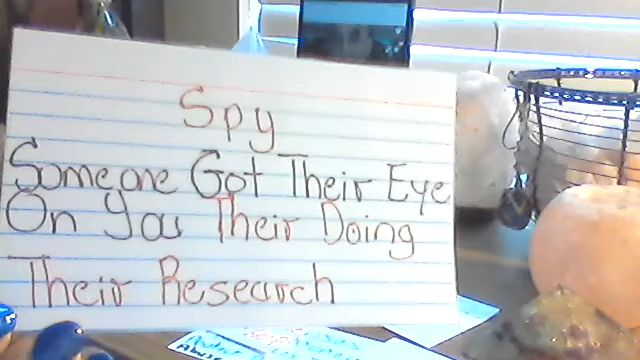 Spy
Someone Got Their Eye
On You Their Doing
Their Research